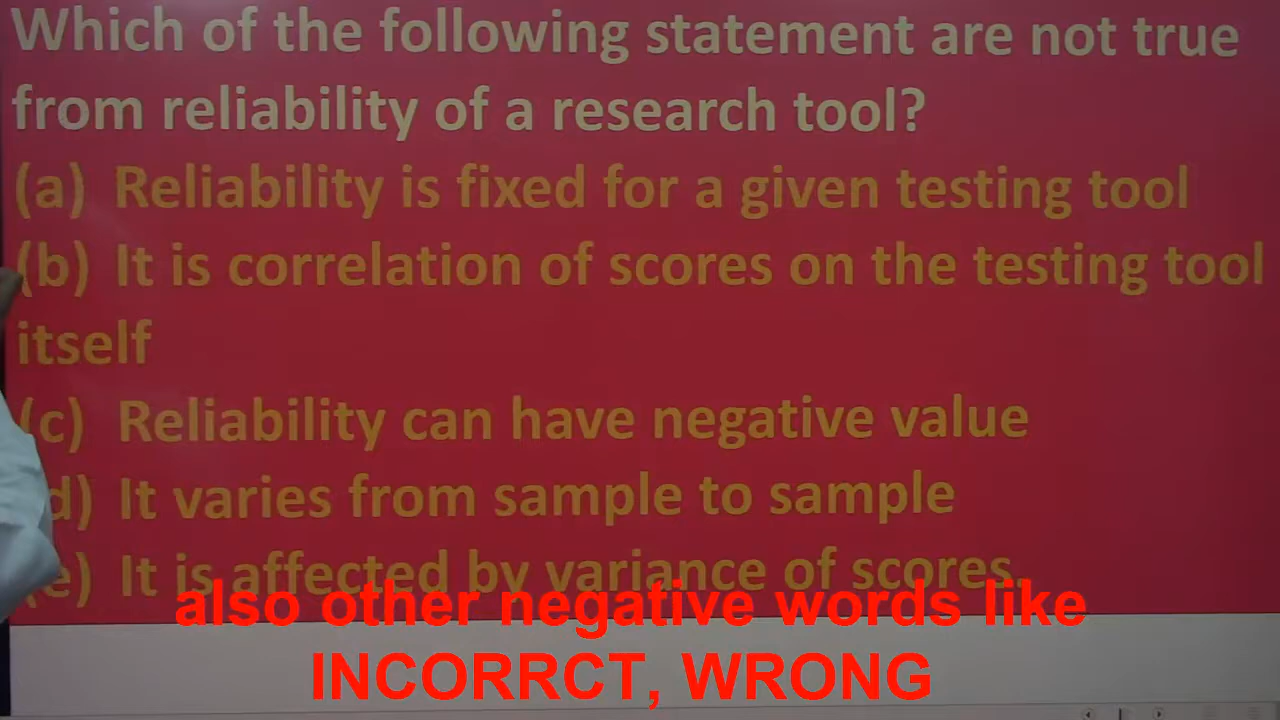 Which of the following statement are not true
from reliability of a research tool?
(a) Reliability is fixed for a given testing tool
(b) It is correlation of scores on the testing tool
itself
(c) Reliability can have negative value
d) It varies from sample to sample
(e) It is affected by variance of scores.
also other negative words like
INCORRCT, WRONG